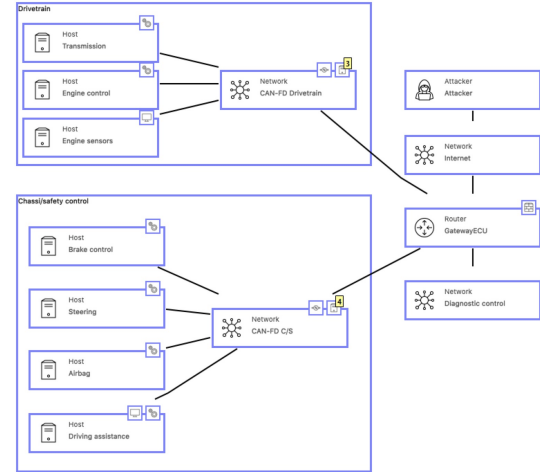 Drivetrain
Host
Transmission
Host
Engine control
Host
Engine sensors
3
Network
CAN-FD Drivetrain
Attacker
Attacker
Network
Internet
Router
GatewayECU
Network
Diagnostic control
Chassi/safety control
Host
Brake control
Host
Steering
Host
Airbag
Host
Driving assistance
4
Network
CAN-FD C/S